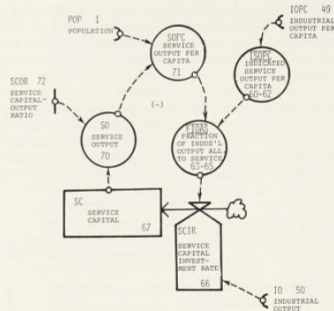 POP 1
POPULATION
SOPC
SERVICE
OUTPUT PER
CAPITA
71
IOPC 49
INDUSTRIAL
OUTPUT PER
CAPITA
ISOPC
INDICATED
SERVICE
OUTPUT PER
CAPITA
60-62
SCOR 72
SERVICE
CAPITAL-
OUTPUT
RATIO
(-)
SO
SERVICE
OUTPUT
70
FIOAS
FRACTION
OF INDUS'L
OUTPUT ALL.
TO SERVICE
63-65
SC
SERVICE
CAPITAL
67
SCIR
SERVICE
CAPITAL
INVEST-
MENT RATE
66
IO 50
INDUSTRIAL
OUTPUT